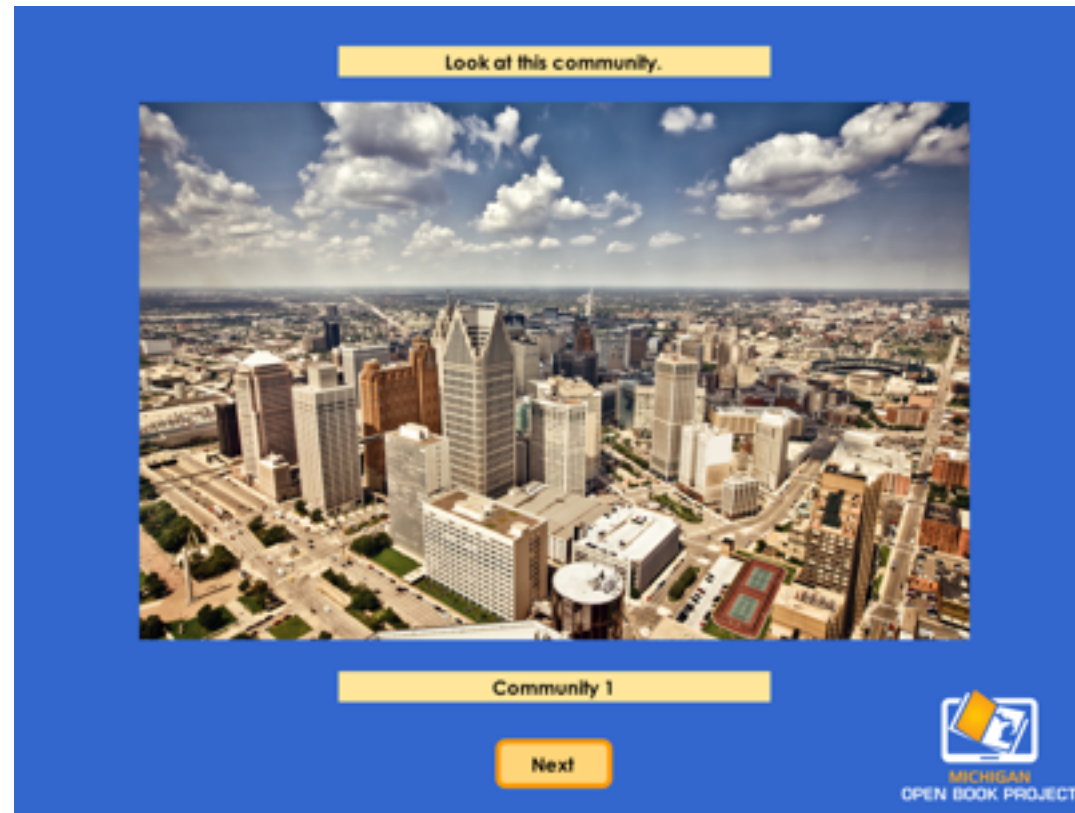 Look at this community.
Community 1
Next
MICHIGAN
OPEN BOOK PROJECT